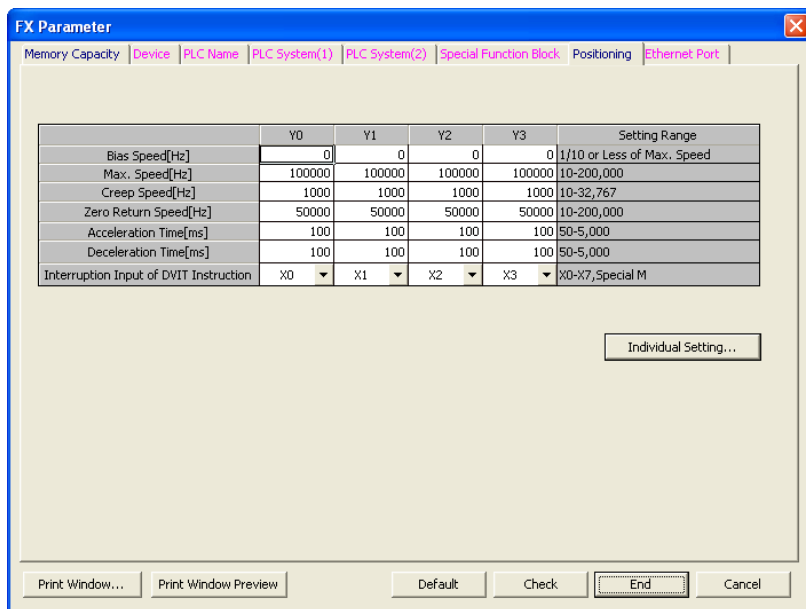 FX Parameter
Memory Capacity Device PLC Name PLC System(1) PLC System(2) Special Function Block Positioning Ethernet Port
Y0 Y1 Y2 Y3 Setting Range
Bias Speed[Hz] 0 0 0 0 1/10 or Less of Max. Speed
Max. Speed[Hz] 100000 100000 100000 100000 10-200,000
Creep Speed[Hz] 1000 1000 1000 1000 10-32,767
Zero Return Speed[Hz] 50000 50000 50000 50000 10-200,000
Acceleration Time[ms] 100 100 100 100 50-5,000
Deceleration Time[ms] 100 100 100 100 50-5,000
Interruption Input of DVIT Instruction X0 X1 X2 X3 X0-X7,Special M
Individual Setting...
Print Window... Print Window Preview Default Check End Cancel